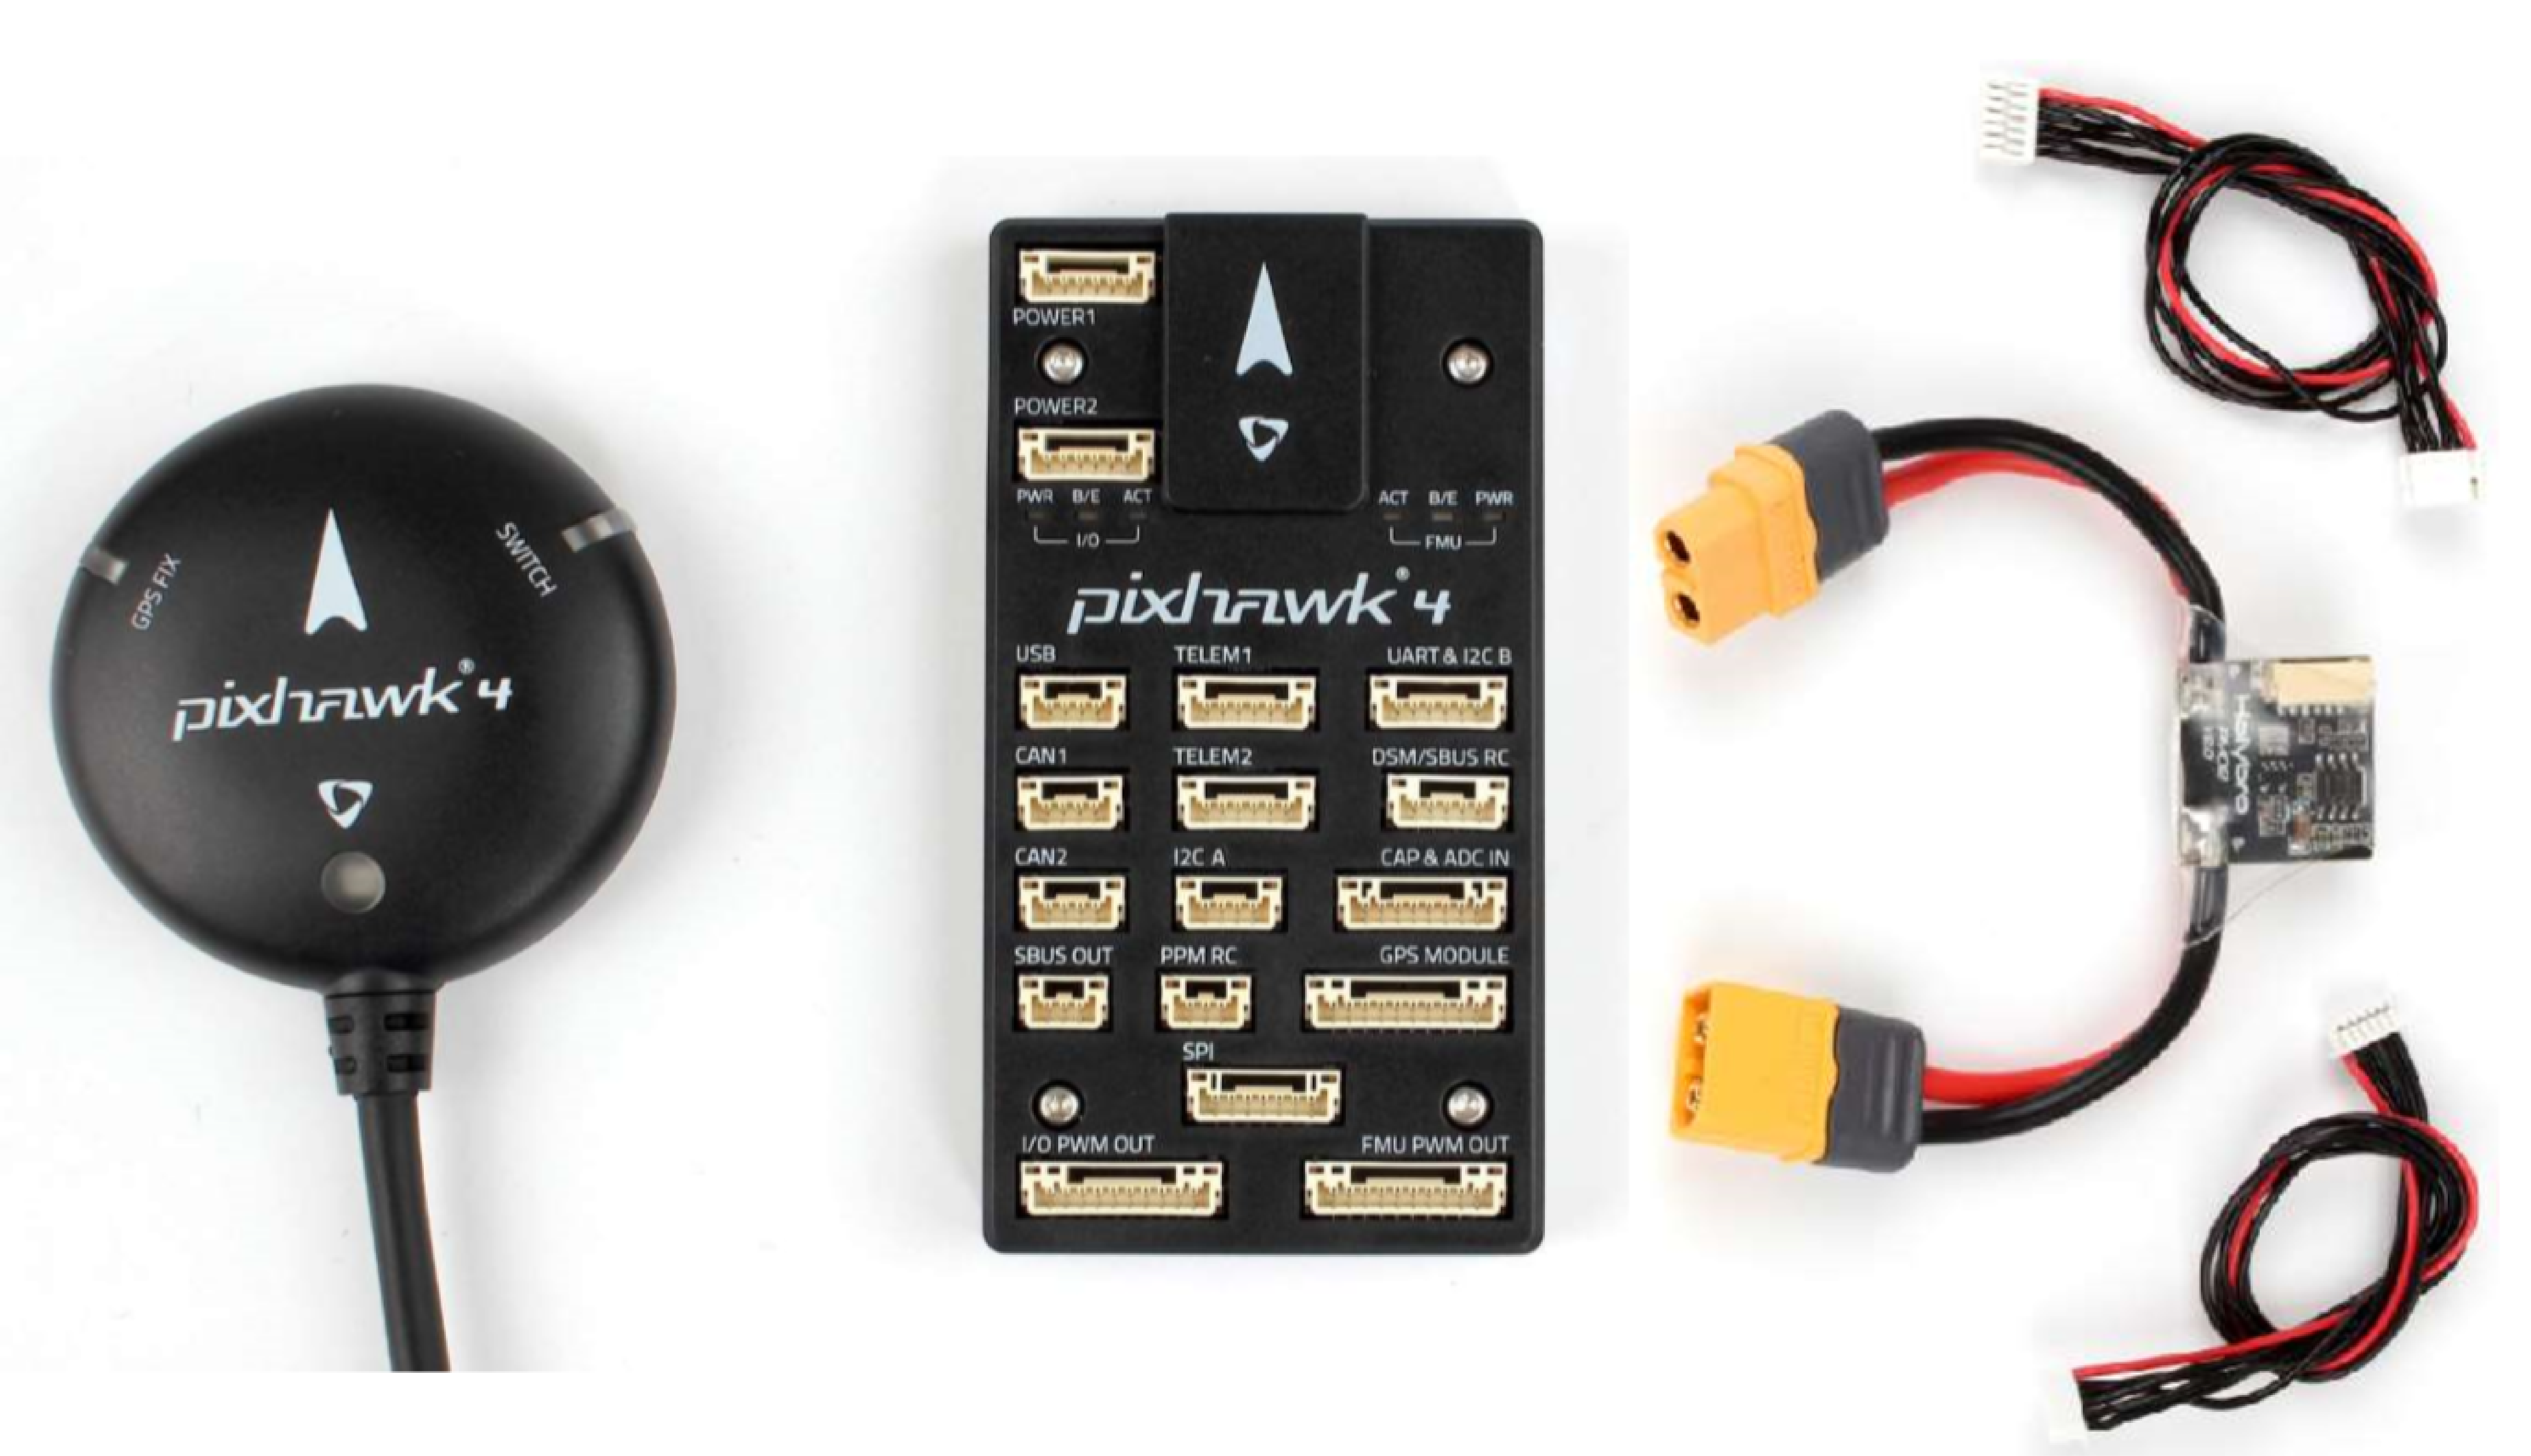 GPS FIX
SWITCH
pixhawk® 4
POWER1
POWER2
PWR B/E ACT
I/O
ACT B/E PWR
FMU
pixhawk® 4
USB TELEM1 UART & I2C B
CAN1 TELEM2 DSM/SBUS RC
CAN2 I2C A CAP & ADC IN
SBUS OUT PPM RC GPS MODULE
SPI
I/O PWM OUT FMU PWM OUT
Holybro
PM02